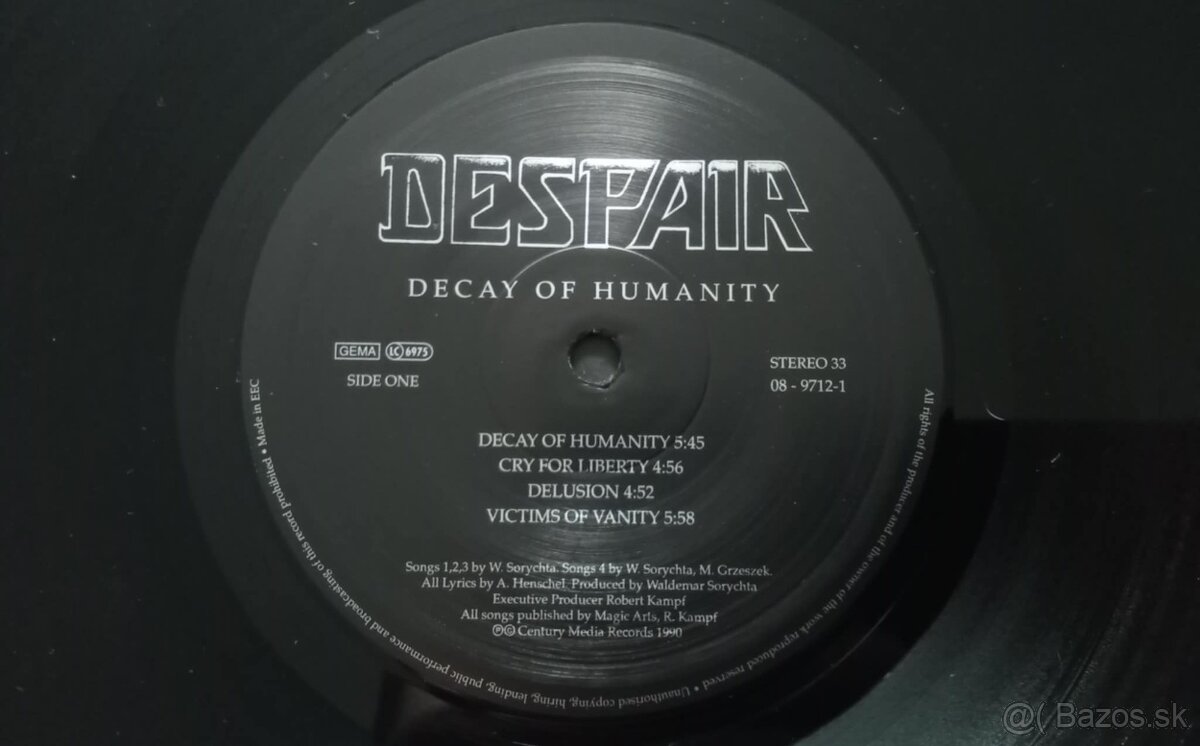 DESPAIR
DECAY OF HUMANITY
GEMA LC 6975
SIDE ONE
STEREO 33
08 - 9712-1
DECAY OF HUMANITY 5:45
CRY FOR LIBERTY 4:56
DELUSION 4:52
VICTIMS OF VANITY 5:58
Songs 1,2,3 by W. Sorychta. Songs 4 by W. Sorychta, M. Grzeszek.
All Lyrics by A. Henschel. Produced by Waldemar Sorychta
Executive Producer Robert Kampf
All songs published by Magic Arts, R. Kampf
℗© Century Media Records 1990
All rights of the producer and of the owner of the work reproduced reserved • Unauthorised copying, hiring, lending, public performance and broadcasting of this record prohibited • Made in EEC
@( Bazos.sk